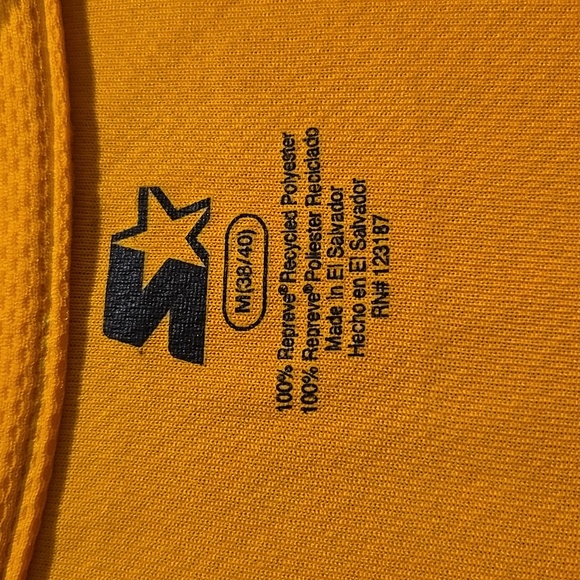 M(38/40)
100% Repreve® Recycled Polyester
100% Repreve® Poliester Reciclado
Made In El Salvador
Hecho en El Salvador
RN# 123187